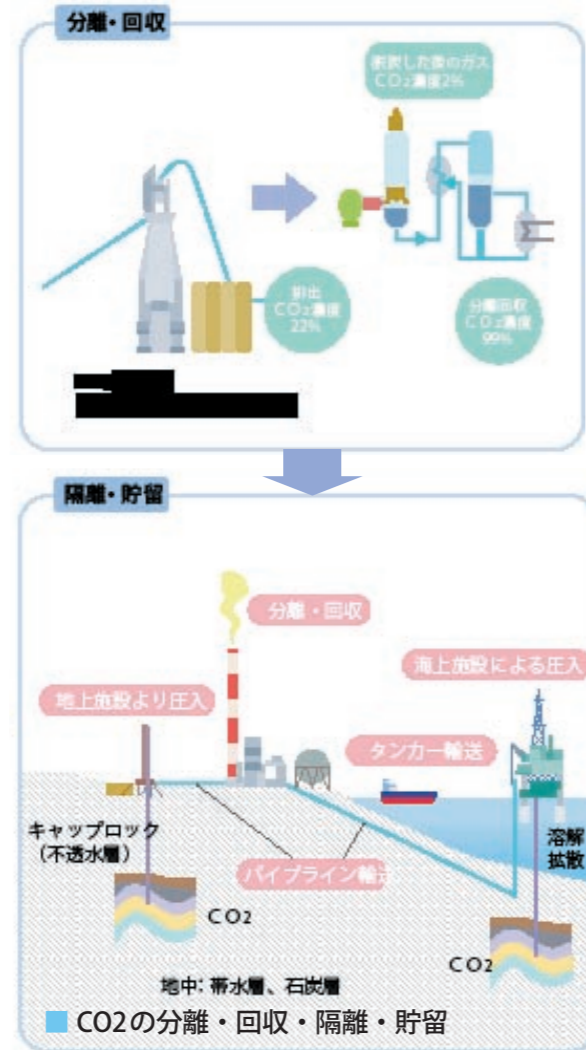 分離・回収
脱炭した後のガス
CO2濃度2%
排出
CO2濃度
22%
分離回収
CO2濃度
99%
隔離・貯留
分離・回収
海上施設による圧入
地上施設より圧入
タンカー輸送
キャップロック
(不透水層)
溶解
拡散
パイプライン輸送
CO2
CO2
地中:帯水層、石炭層
CO2の分離・回収・隔離・貯留